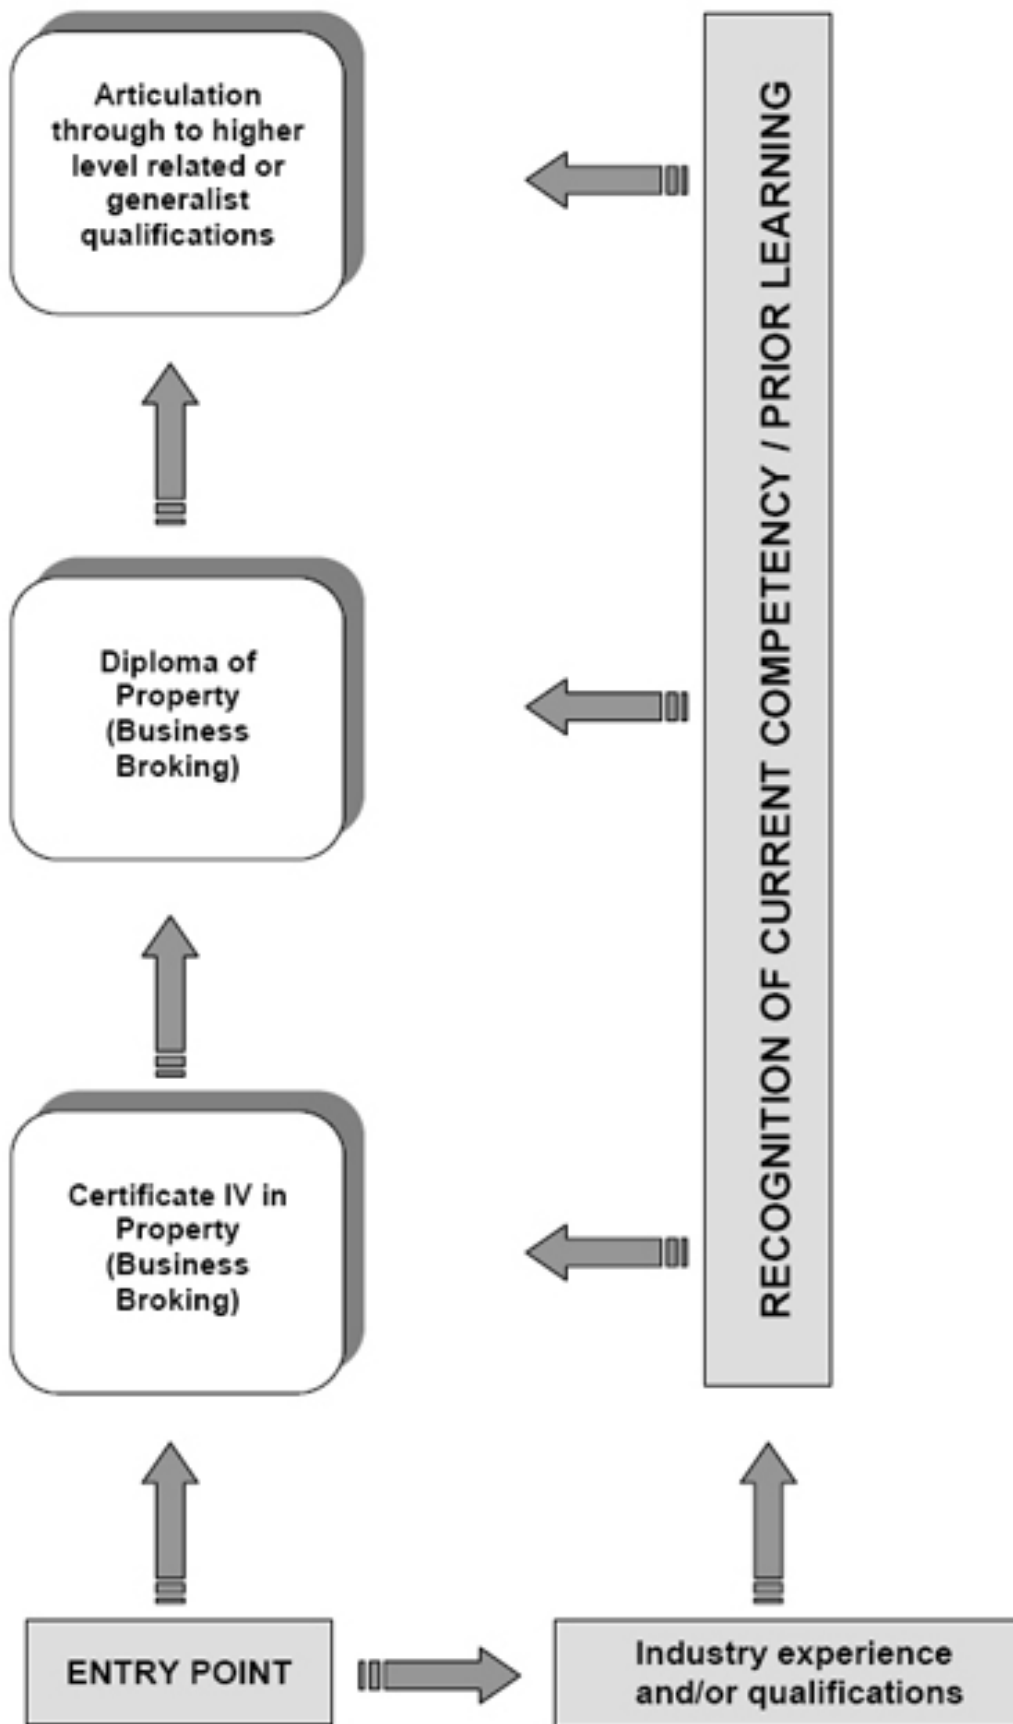 Articulation
through to higher
level related or
generalist
qualifications
RECOGNITION OF CURRENT COMPETENCY / PRIOR LEARNING
Diploma of
Property
(Business
Broking)
Certificate IV in
Property
(Business
Broking)
ENTRY POINT
Industry experience
and/or qualifications